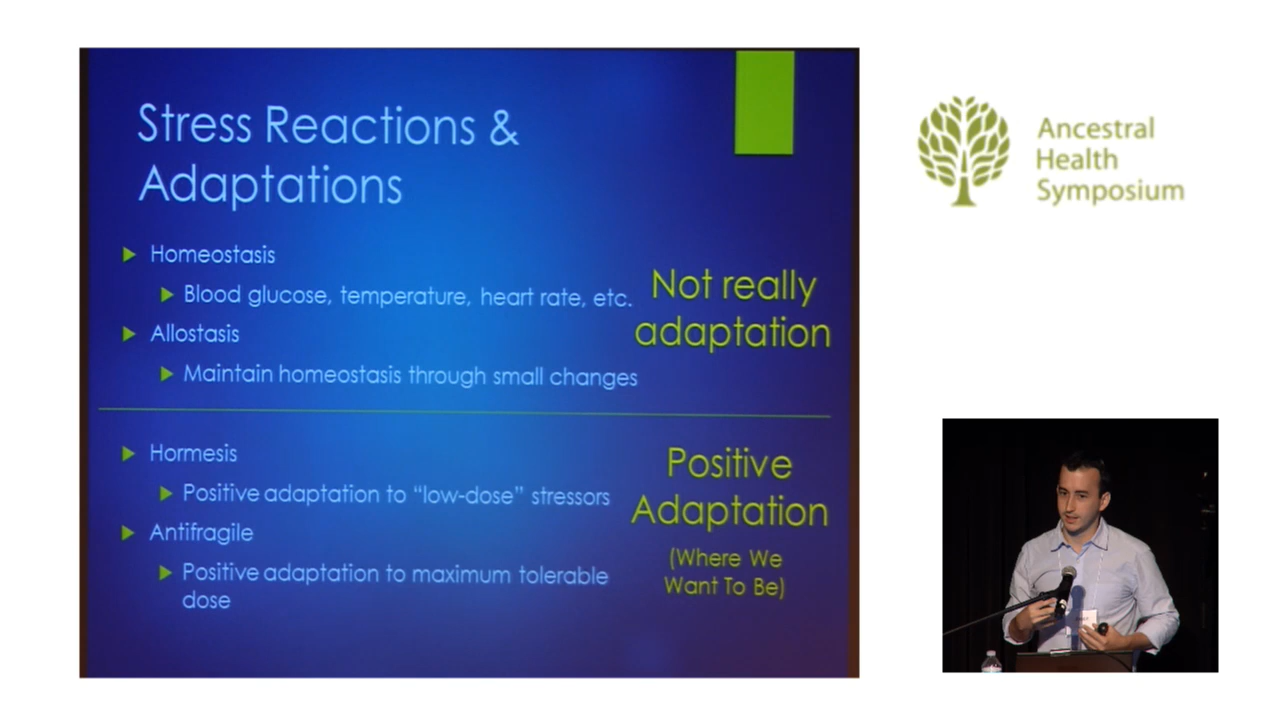 Stress Reactions &
Adaptations
Homeostasis
Blood glucose, temperature, heart rate, etc.
Allostasis
Maintain homeostasis through small changes
Not really
adaptation
Hormesis
Positive adaptation to “low-dose” stressors
Antifragile
Positive adaptation to maximum tolerable
dose
Positive
Adaptation
(Where We
Want To Be)
Ancestral
Health
Symposium